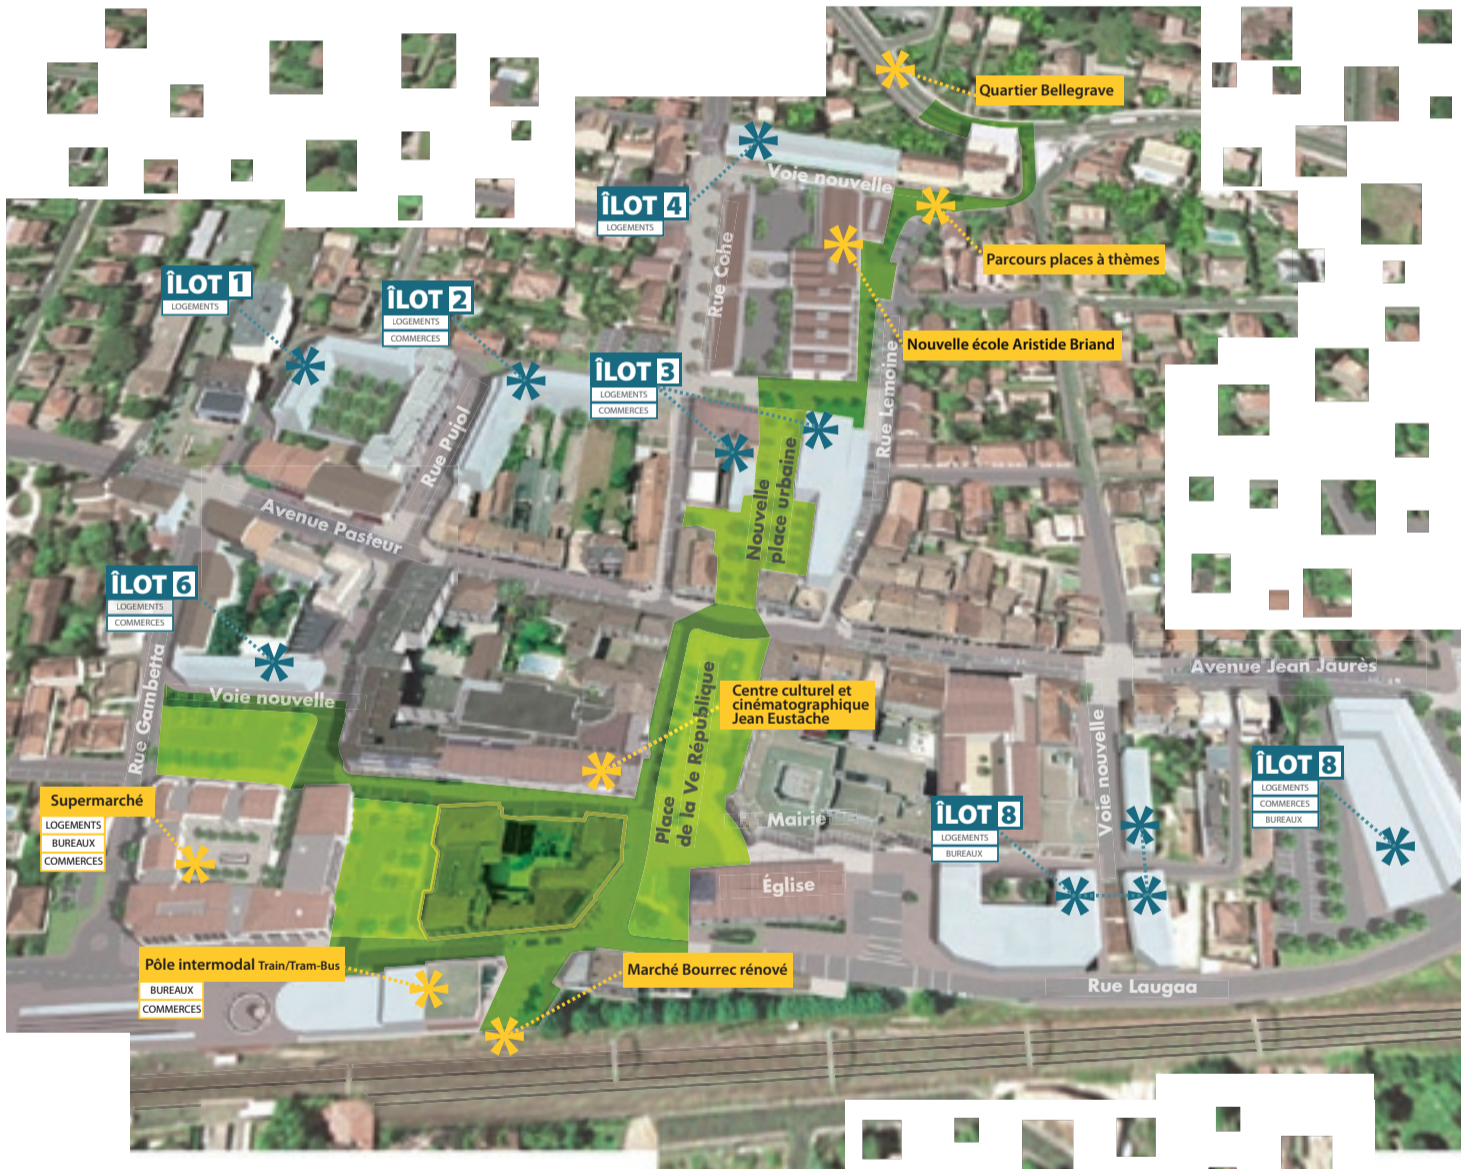 Quartier Bellegrave
Voie nouvelle
ÎLOT 4
LOGEMENTS
Parcours places à thèmes
Rue Cohe
ÎLOT 1
LOGEMENTS
ÎLOT 2
LOGEMENTS
COMMERCES
Nouvelle école Aristide Briand
ÎLOT 3
LOGEMENTS
COMMERCES
Rue Lemoine
Rue Pujol
Nouvelle
place urbaine
Avenue Pasteur
ÎLOT 6
LOGEMENTS
COMMERCES
Rue Gambetta
Voie nouvelle
Avenue Jean Jaurès
Centre culturel et
cinématographique
Jean Eustache
Place
de la Ve République
Voie nouvelle
ÎLOT 8
LOGEMENTS
COMMERCES
BUREAUX
Supermarché
LOGEMENTS
BUREAUX
COMMERCES
Mairie
ÎLOT 8
LOGEMENTS
BUREAUX
Église
Pôle intermodal Train/Tram-Bus
BUREAUX
COMMERCES
Marché Bourrec rénové
Rue Laugaa